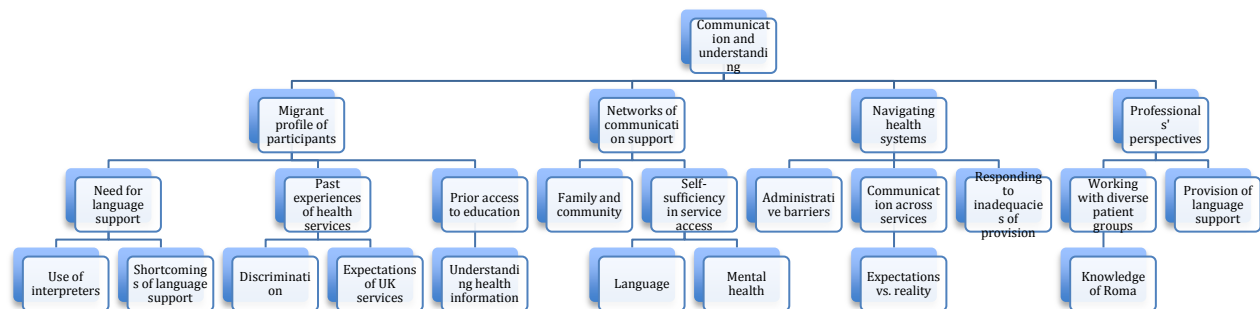 Communicat
ion and
understandi
ng
Migrant
profile of
participants
Networks of
communicati
on support
Navigating
health
systems
Professional
s'
perspectives
Need for
language
support
Past
experiences
of health
services
Prior access
to education
Family and
community
Self-
sufficiency
in service
access
Administrati
ve barriers
Communicat
ion across
services
Responding
to
inadequacie
s of
provision
Working
with diverse
patient
groups
Provision of
language
support
Use of
interpreters
Shortcoming
s of language
support
Discriminati
on
Expectations
of UK
services
Understandi
ng health
information
Language
Mental
health
Expectations
vs. reality
Knowledge
of Roma